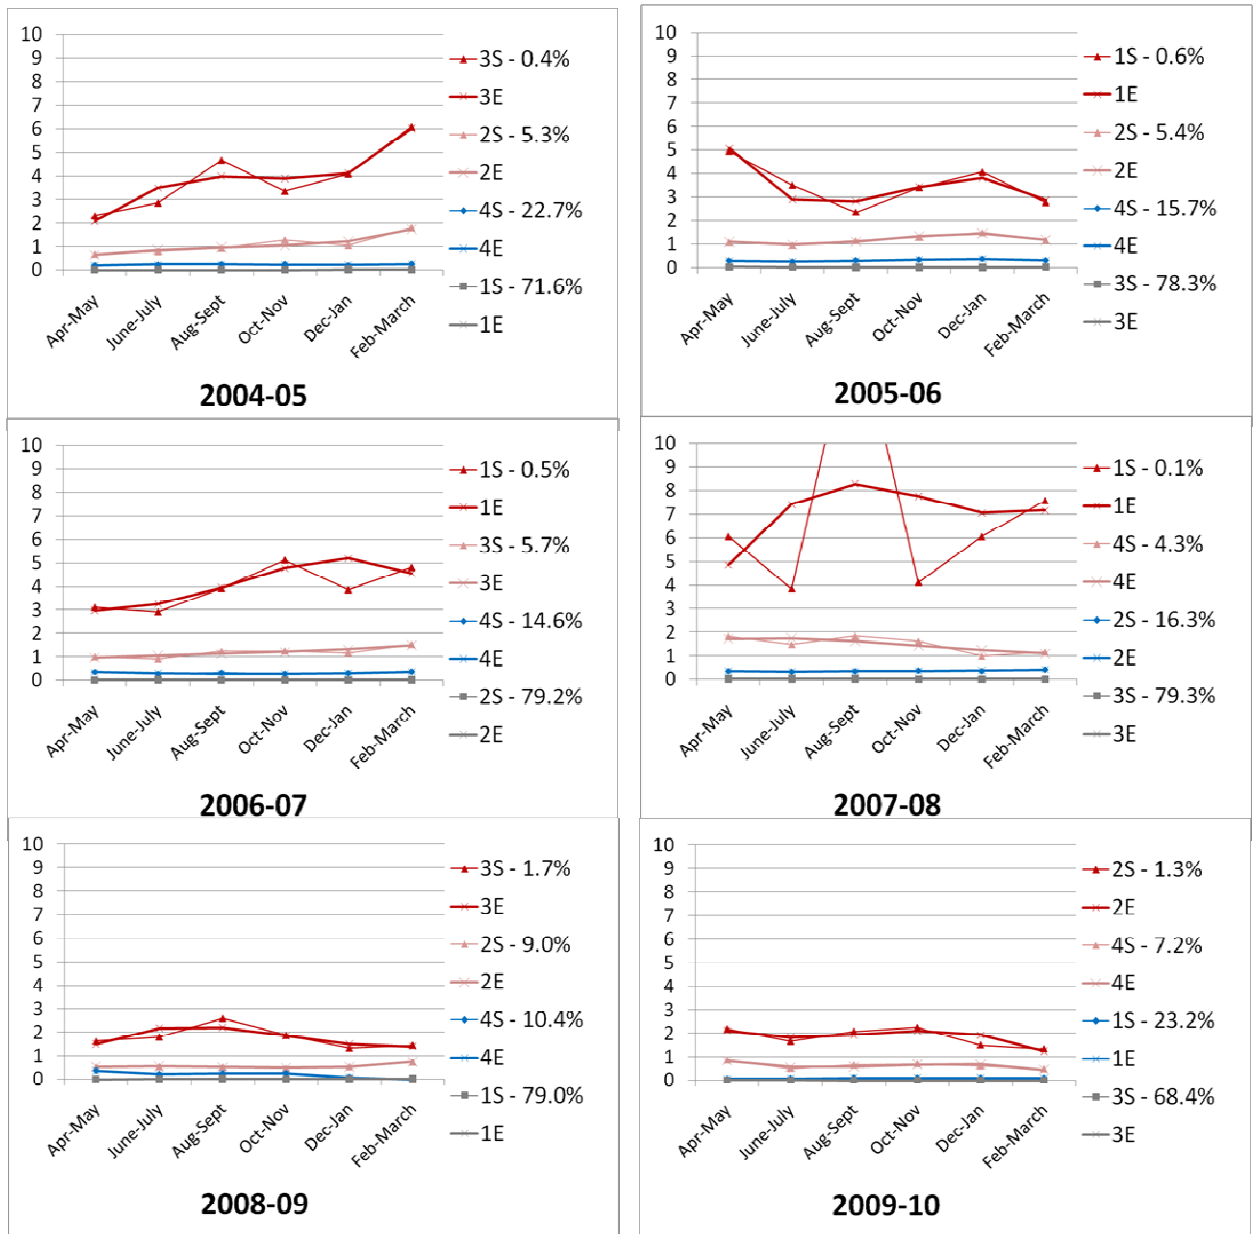 10
9
8
7
6
5
4
3
2
1
0
Apr-May
June-July
Aug-Sept
Oct-Nov
Dec-Jan
Feb-March
3S - 0.4%
3E
2S - 5.3%
2E
4S - 22.7%
4E
1S - 71.6%
1E
2004-05
10
9
8
7
6
5
4
3
2
1
0
Apr-May
June-July
Aug-Sept
Oct-Nov
Dec-Jan
Feb-March
1S - 0.6%
1E
2S - 5.4%
2E
4S - 15.7%
4E
3S - 78.3%
3E
2005-06
10
9
8
7
6
5
4
3
2
1
0
Apr-May
June-July
Aug-Sept
Oct-Nov
Dec-Jan
Feb-March
1S - 0.5%
1E
3S - 5.7%
3E
4S - 14.6%
4E
2S - 79.2%
2E
2006-07
10
9
8
7
6
5
4
3
2
1
0
Apr-May
June-July
Aug-Sept
Oct-Nov
Dec-Jan
Feb-March
1S - 0.1%
1E
4S - 4.3%
4E
2S - 16.3%
2E
3S - 79.3%
3E
2007-08
10
9
8
7
6
5
4
3
2
1
0
Apr-May
June-July
Aug-Sept
Oct-Nov
Dec-Jan
Feb-March
3S - 1.7%
3E
2S - 9.0%
2E
4S - 10.4%
4E
1S - 79.0%
1E
2008-09
10
9
8
7
6
5
4
3
2
1
0
Apr-May
June-July
Aug-Sept
Oct-Nov
Dec-Jan
Feb-March
2S - 1.3%
2E
4S - 7.2%
4E
1S - 23.2%
1E
3S - 68.4%
3E
2009-10